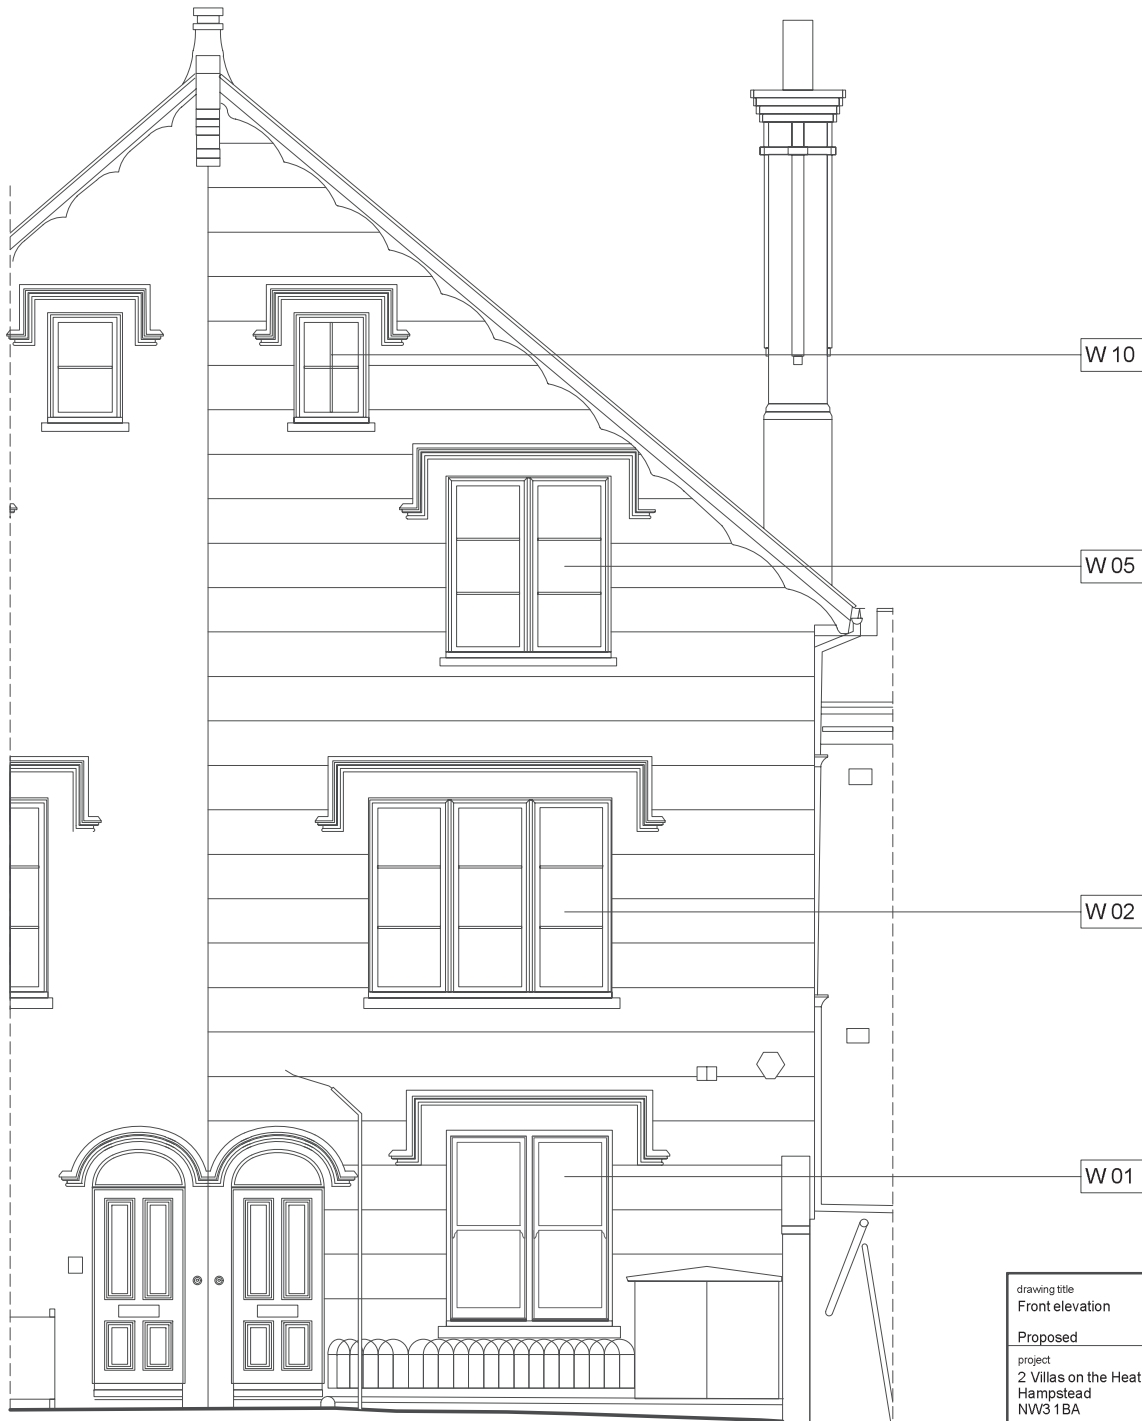 W 10
W 05
W 02
W 01
drawing title
Front elevation
Proposed
project
2 Villas on the Heat
Hampstead
NW3 1BA